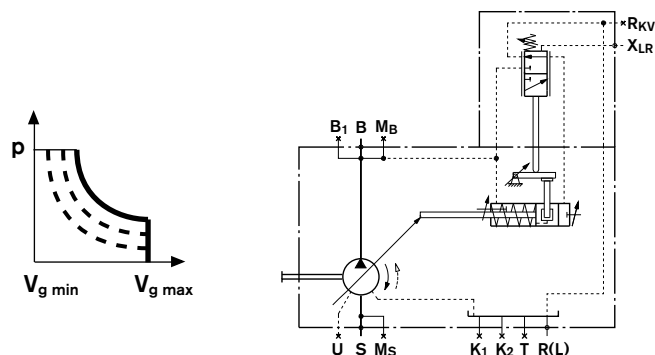 R_KV
X_LR
B₁ B M_B
p
V_g min V_g max
U S M_S K₁ K₂ T R(L)